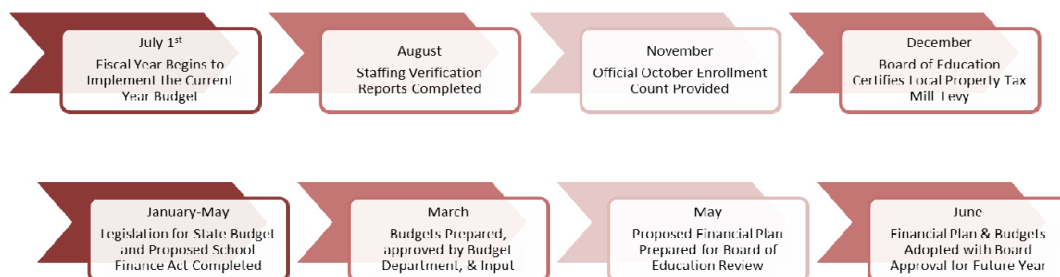 July 1st
Fiscal Year Begins to
Implement the Current
Year Budget
August
Staffing Verification
Reports Completed
November
Official October Enrollment
Count Provided
December
Board of Education
Certifies Local Property Tax
Mill Levy
January-May
Legislation for State Budget
and Proposed School
Finance Act Completed
March
Budgets Prepared,
approved by Budget
Department, & Input
May
Proposed Financial Plan
Prepared for Board of
Education Review
June
Financial Plan & Budgets
Adopted with Board
Approval for Future Year